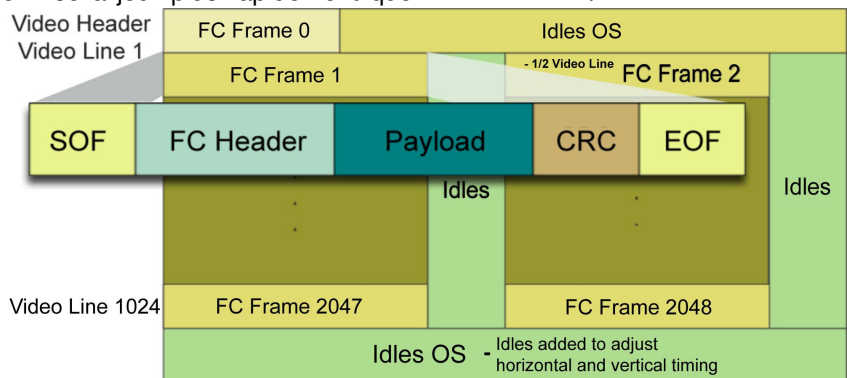 Video Header
FC Frame 0
Idles OS
Video Line 1
FC Frame 1
- 1/2 Video Line
FC Frame 2
SOF
FC Header
Payload
CRC
EOF
Idles
Idles
Video Line 1024
FC Frame 2047
FC Frame 2048
Idles OS - Idles added to adjust
horizontal and vertical timing